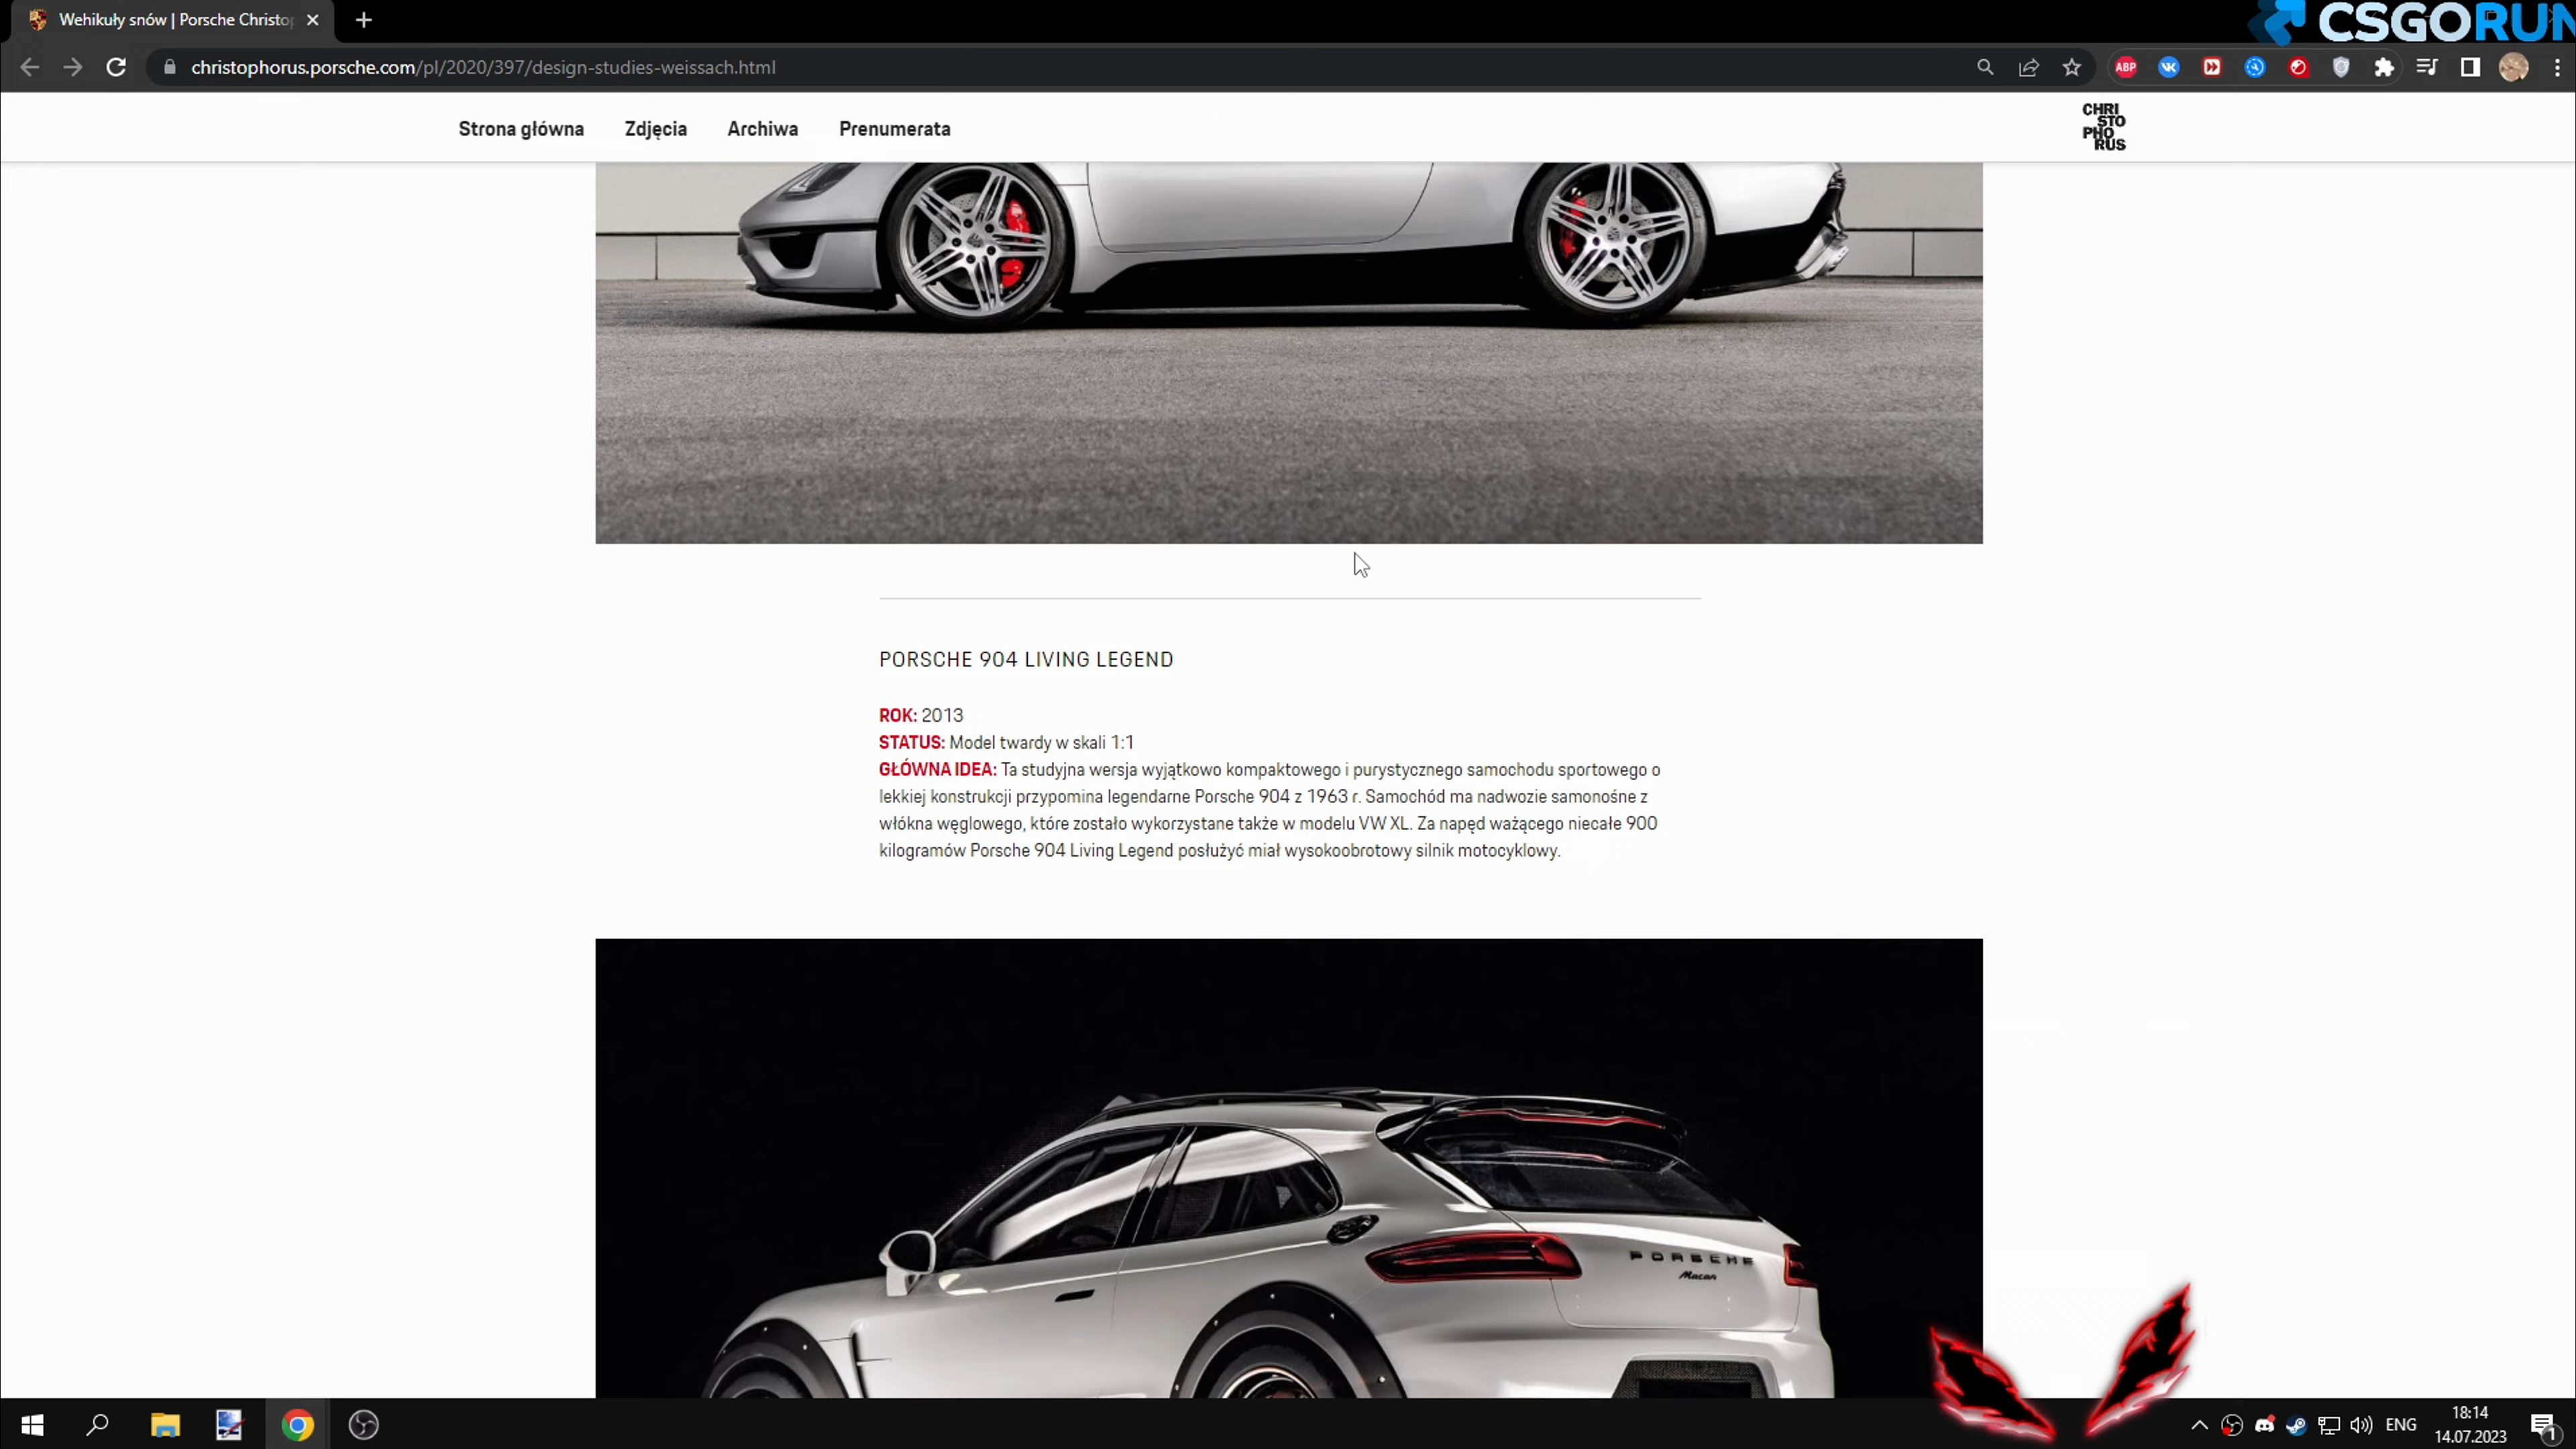 Wehikuły snów | Porsche Christop
CSGORUN
christophorus.porsche.com/pl/2020/397/design-studies-weissach.html
ABP
Strona główna
Zdjęcia
Archiwa
Prenumerata
CHRI
STO
PHO
RUS
PORSCHE 904 LIVING LEGEND
ROK: 2013
STATUS: Model twardy w skali 1:1
GŁÓWNA IDEA: Ta studyjna wersja wyjątkowo kompaktowego i purystycznego samochodu sportowego o
lekkiej konstrukcji przypomina legendarne Porsche 904 z 1963 r. Samochód ma nadwozie samonośne z
włókna węglowego, które zostało wykorzystane także w modelu VW XL. Za napęd ważącego niecałe 900
kilogramów Porsche 904 Living Legend posłużyć miał wysokoobrotowy silnik motocyklowy.
PORSCHE
Macan
ENG
18:14
14.07.2023
1